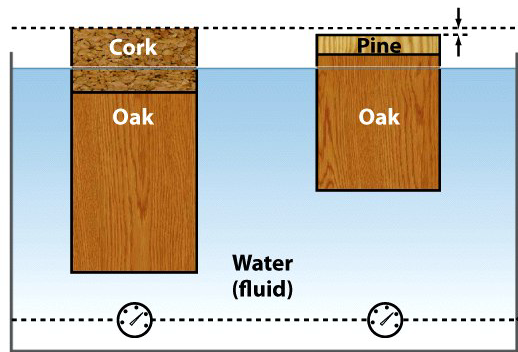 Cork
Pine
Oak
Oak
Water
(fluid)